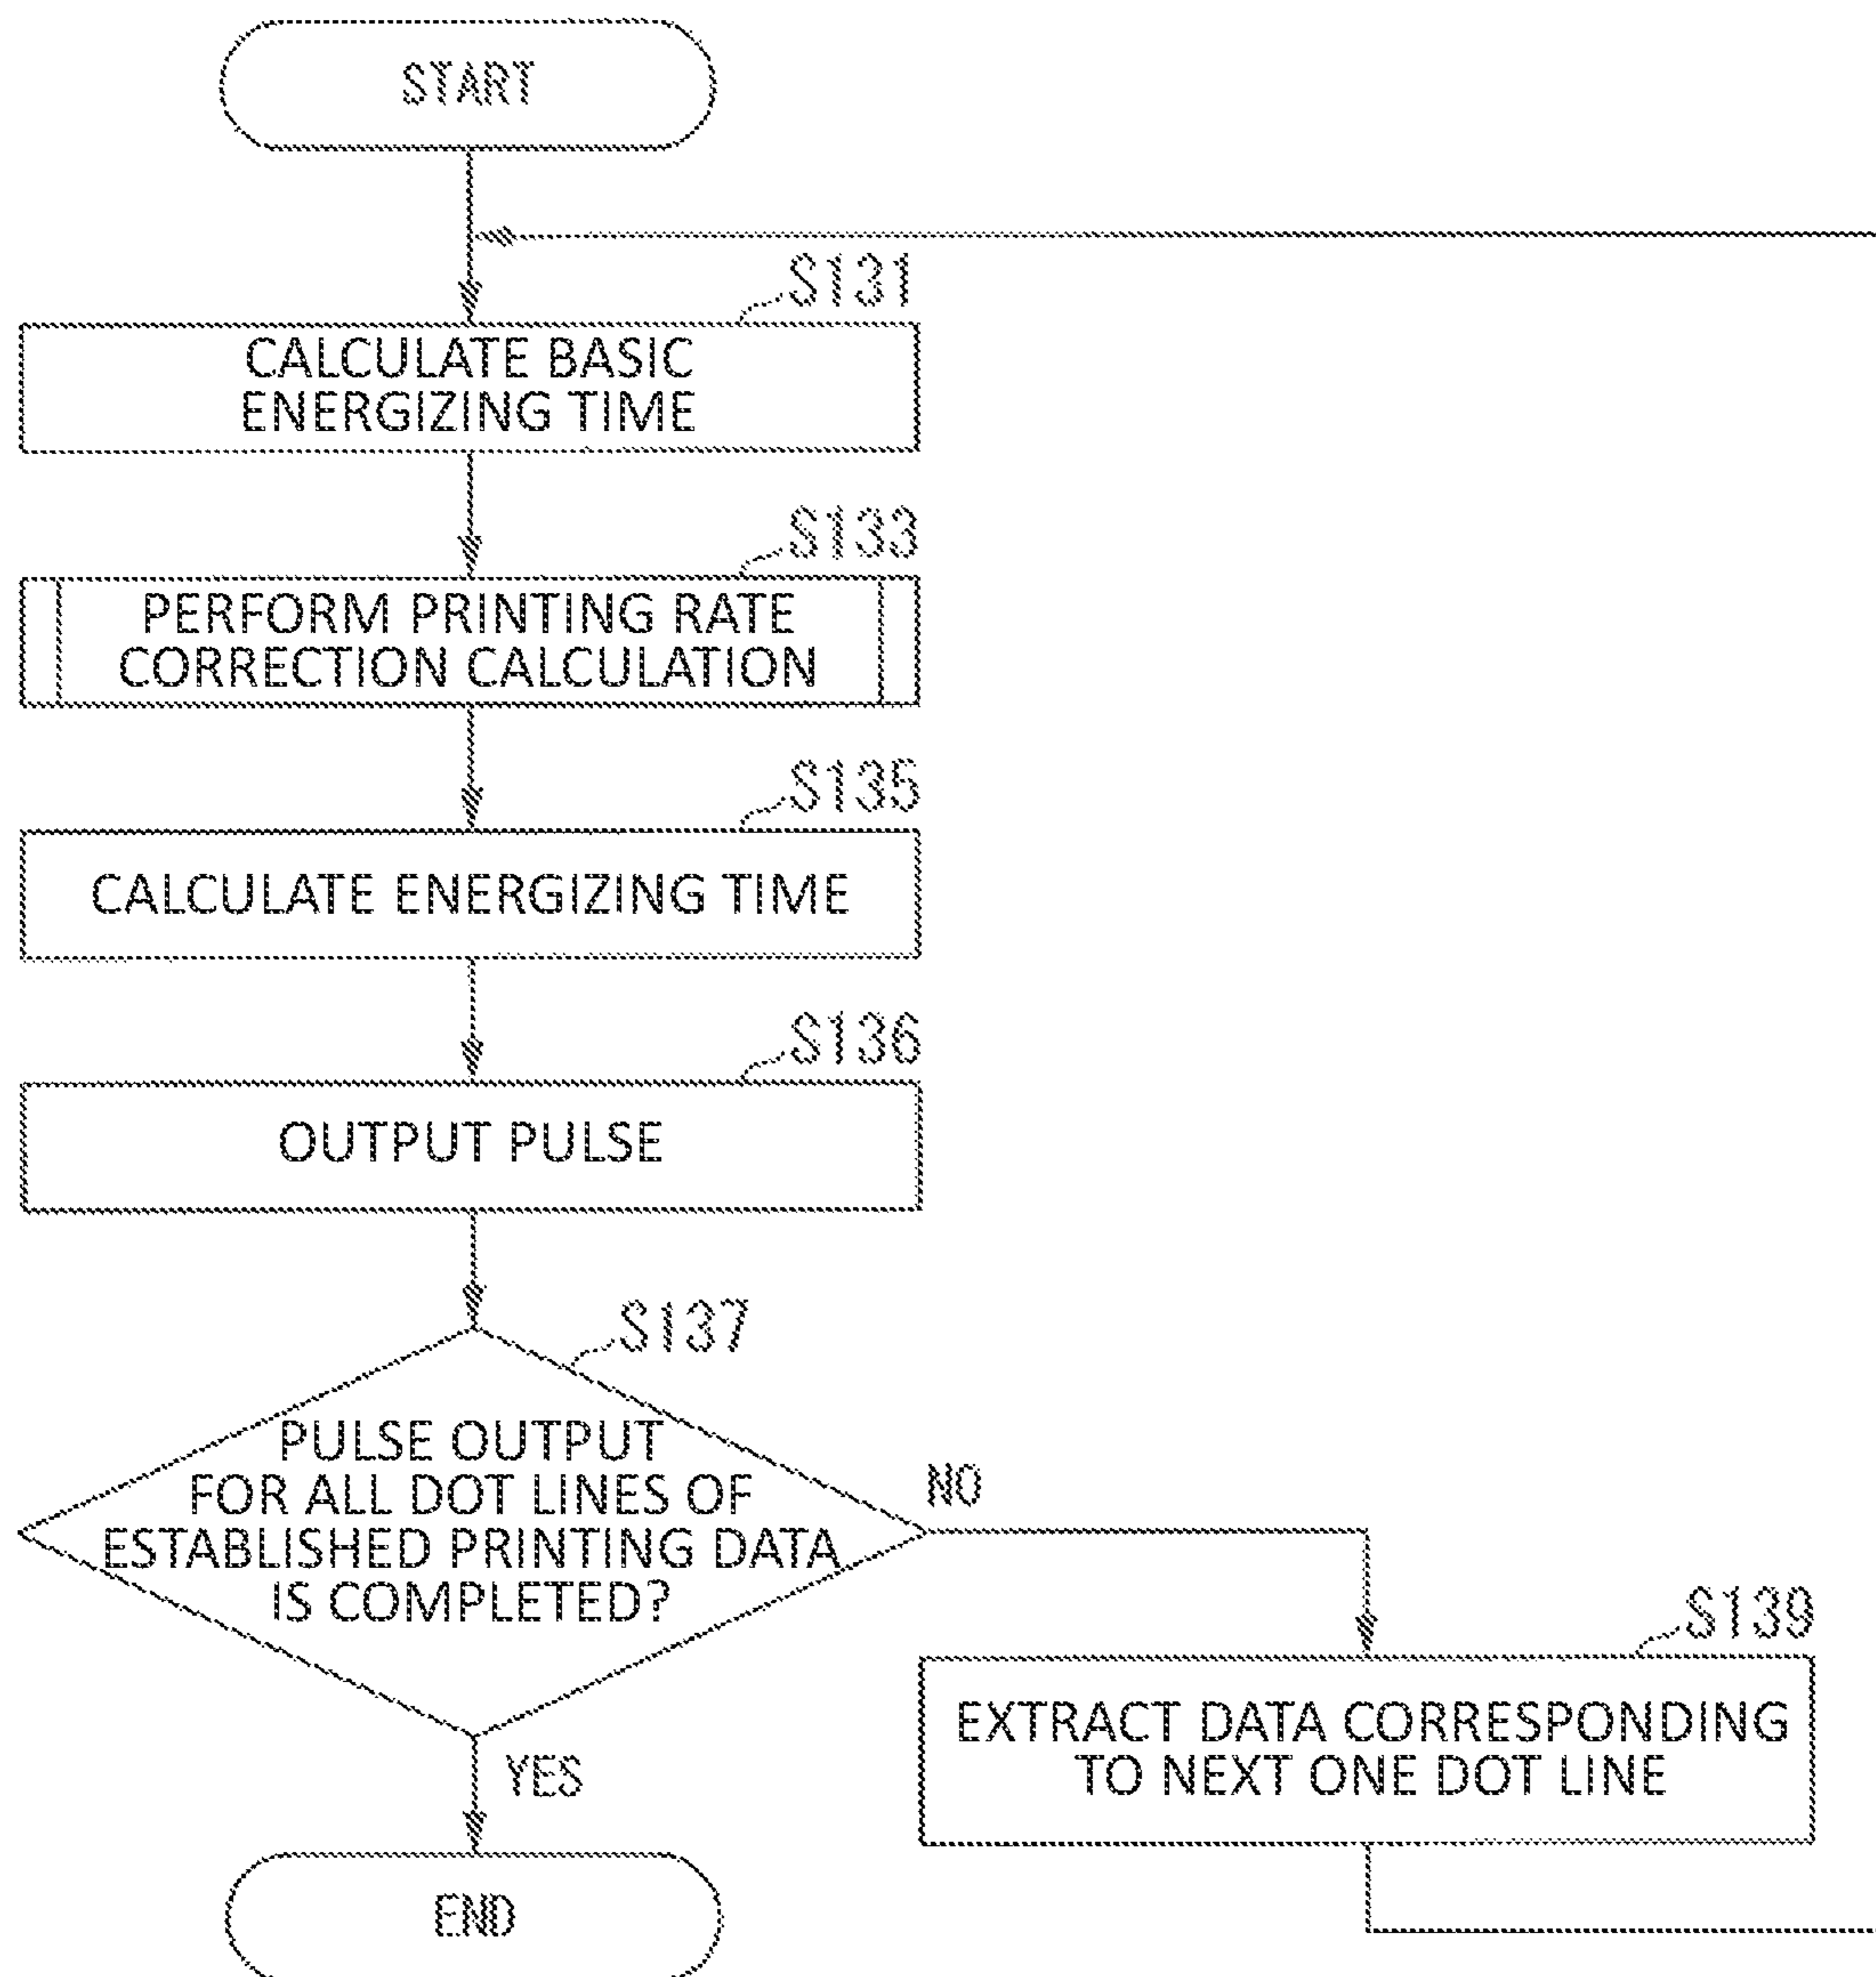 START
S131
CALCULATE BASIC
ENERGIZING TIME
S133
PERFORM PRINTING RATE
CORRECTION CALCULATION
S135
CALCULATE ENERGIZING TIME
S136
OUTPUT PULSE
S137
PULSE OUTPUT
FOR ALL DOT LINES OF
ESTABLISHED PRINTING DATA
IS COMPLETED?
NO
S139
EXTRACT DATA CORRESPONDING
TO NEXT ONE DOT LINE
YES
END